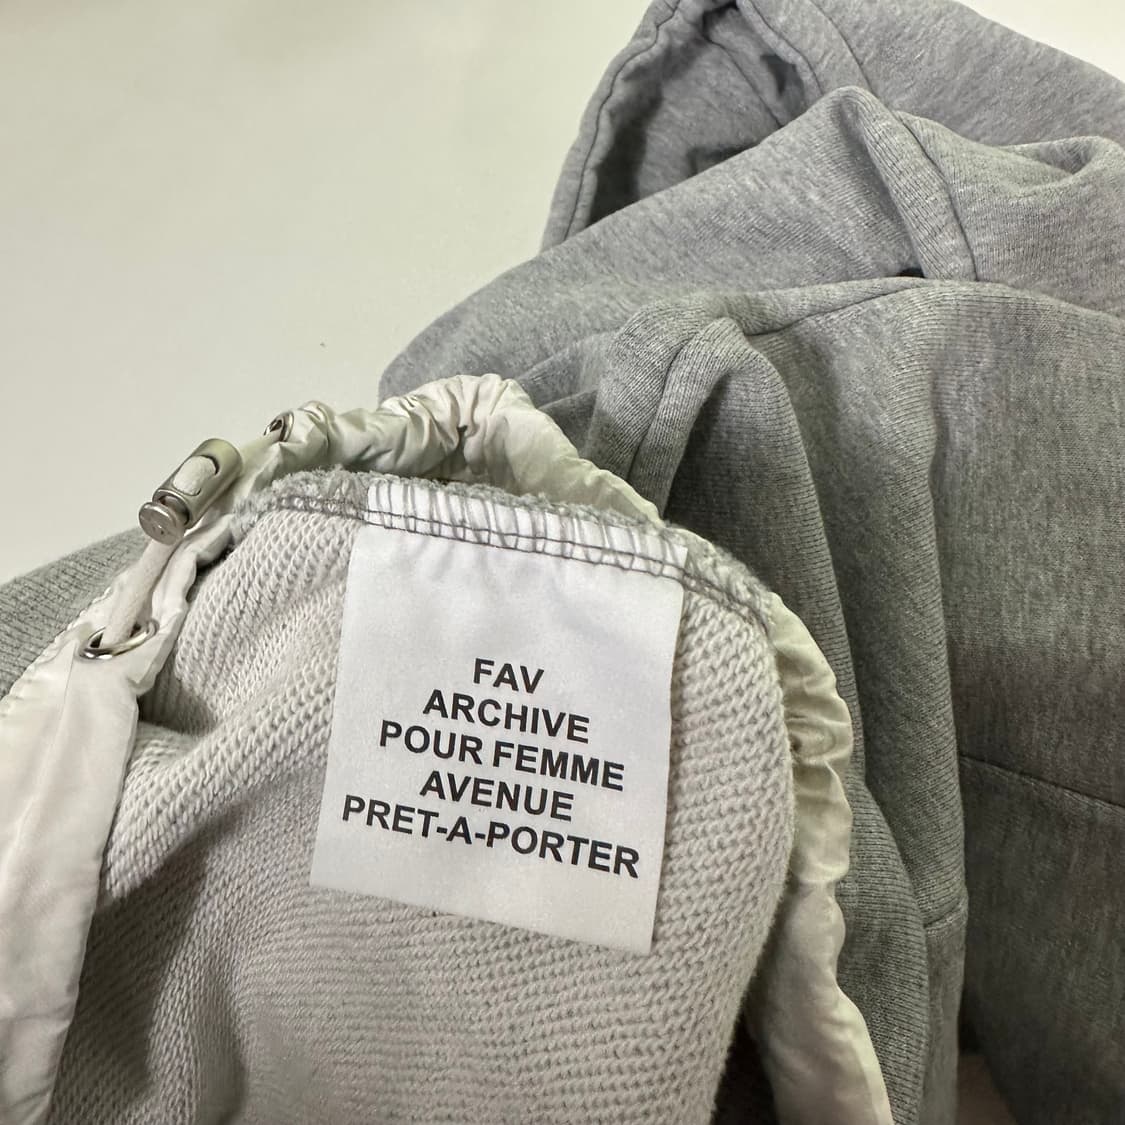 FAV
ARCHIVE
POUR FEMME
AVENUE
PRET-A-PORTER